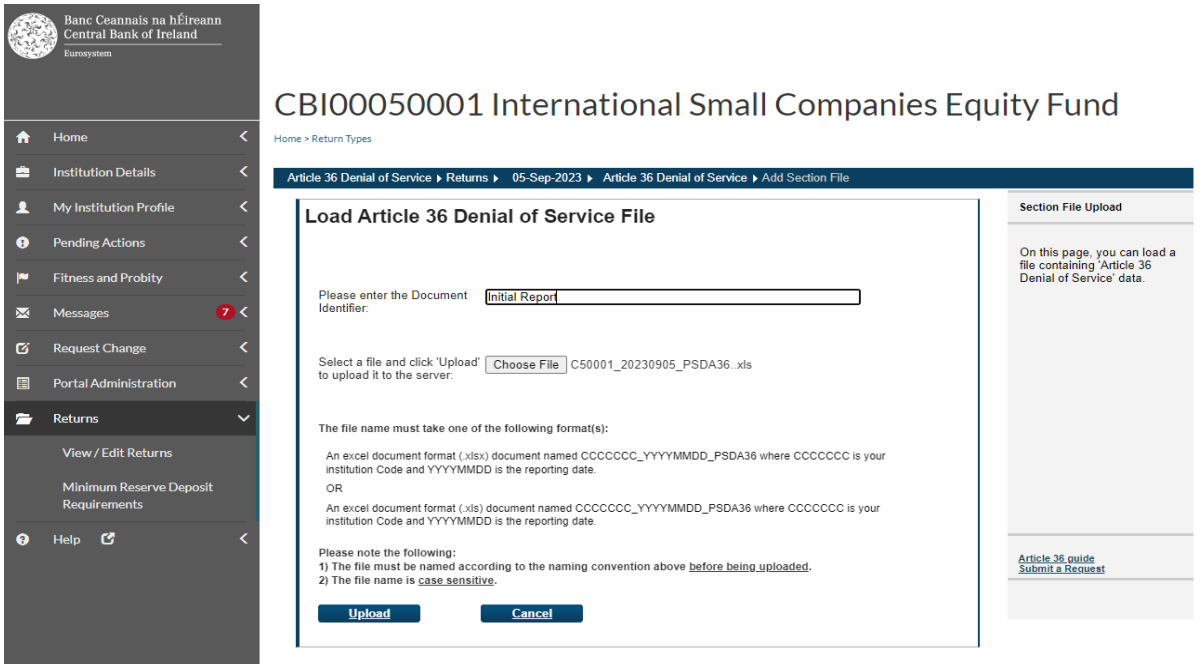 Banc Ceannais na hÉireann
Central Bank of Ireland
Eurosystem
CBI00050001 International Small Companies Equity Fund
Home > Return Types
Home
Institution Details
My Institution Profile
Pending Actions
Fitness and Probity
Messages 7
Request Change
Portal Administration
Returns
View / Edit Returns
Minimum Reserve Deposit
Requirements
Help
Article 36 Denial of Service Returns 05-Sep-2023 Article 36 Denial of Service Add Section File
Load Article 36 Denial of Service File
Please enter the Document
Identifier:
Initial Report
Select a file and click 'Upload'
to upload it to the server:
Choose File C50001_20230905_PSDA36..xls
The file name must take one of the following format(s):
An excel document format (.xlsx) document named CCCCCCC_YYYYMMDD_PSDA36 where CCCCCCC is your
institution Code and YYYYMMDD is the reporting date.
OR
An excel document format (.xls) document named CCCCCCC_YYYYMMDD_PSDA36 where CCCCCCC is your
institution Code and YYYYMMDD is the reporting date.
Please note the following:
1) The file must be named according to the naming convention above before being uploaded.
2) The file name is case sensitive.
Upload
Cancel
Section File Upload
On this page, you can load a
file containing 'Article 36
Denial of Service' data.
Article 36 guide
Submit a Request